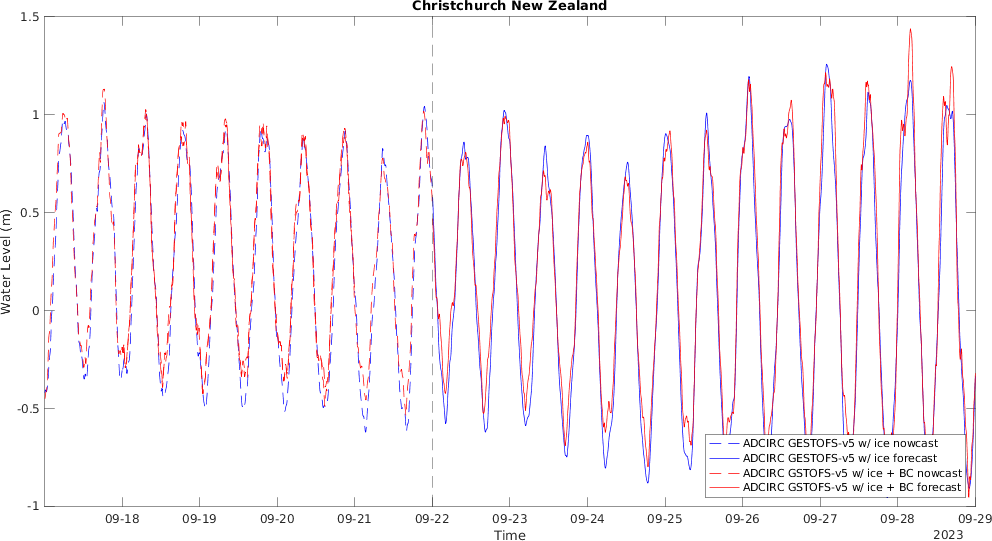 Christchurch New Zealand
1.5
1
0.5
0
-0.5
-1
Water Level (m)
ADCIRC GESTOFS-v5 w/ ice nowcast
ADCIRC GESTOFS-v5 w/ ice forecast
ADCIRC GSTOFS-v5 w/ ice + BC nowcast
ADCIRC GSTOFS-v5 w/ ice + BC forecast
09-18 09-19 09-20 09-21 09-22 09-23 09-24 09-25 09-26 09-27 09-28 09-29
Time
2023